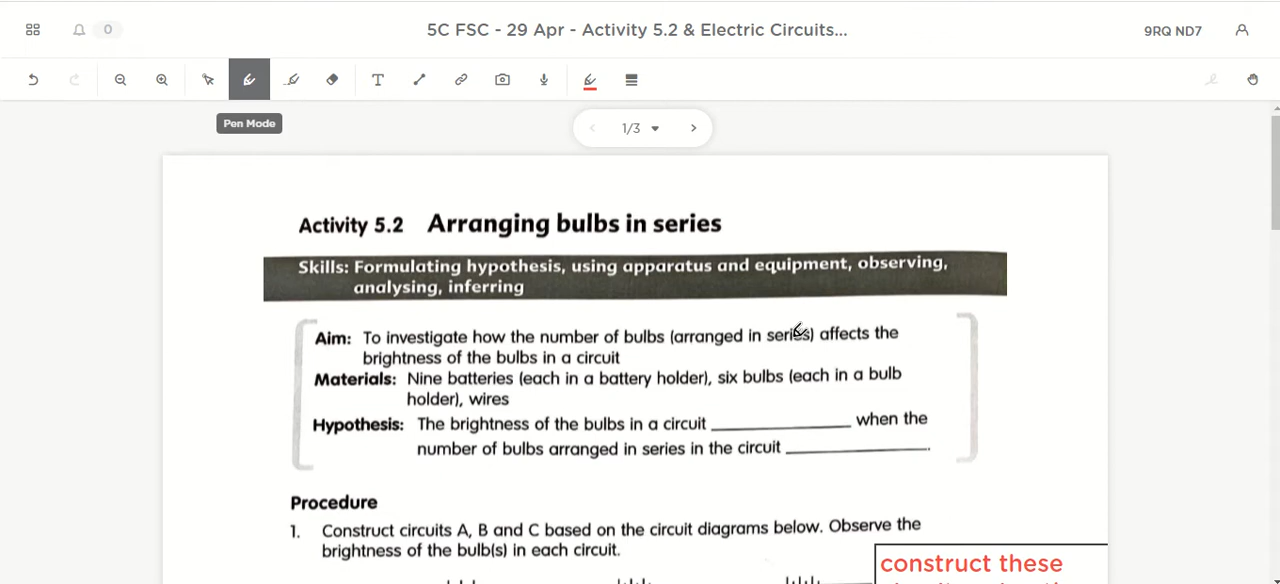 0
5C FSC - 29 Apr - Activity 5.2 & Electric Circuits...
9RQ ND7
T
Pen Mode
1/3
Activity 5.2 Arranging bulbs in series
Skills: Formulating hypothesis, using apparatus and equipment, observing,
analysing, inferring
Aim: To investigate how the number of bulbs (arranged in series) affects the
brightness of the bulbs in a circuit
Materials: Nine batteries (each in a battery holder), six bulbs (each in a bulb
holder), wires
Hypothesis: The brightness of the bulbs in a circuit ______________ when the
number of bulbs arranged in series in the circuit ______________.
Procedure
1. Construct circuits A, B and C based on the circuit diagrams below. Observe the
brightness of the bulb(s) in each circuit.
construct these